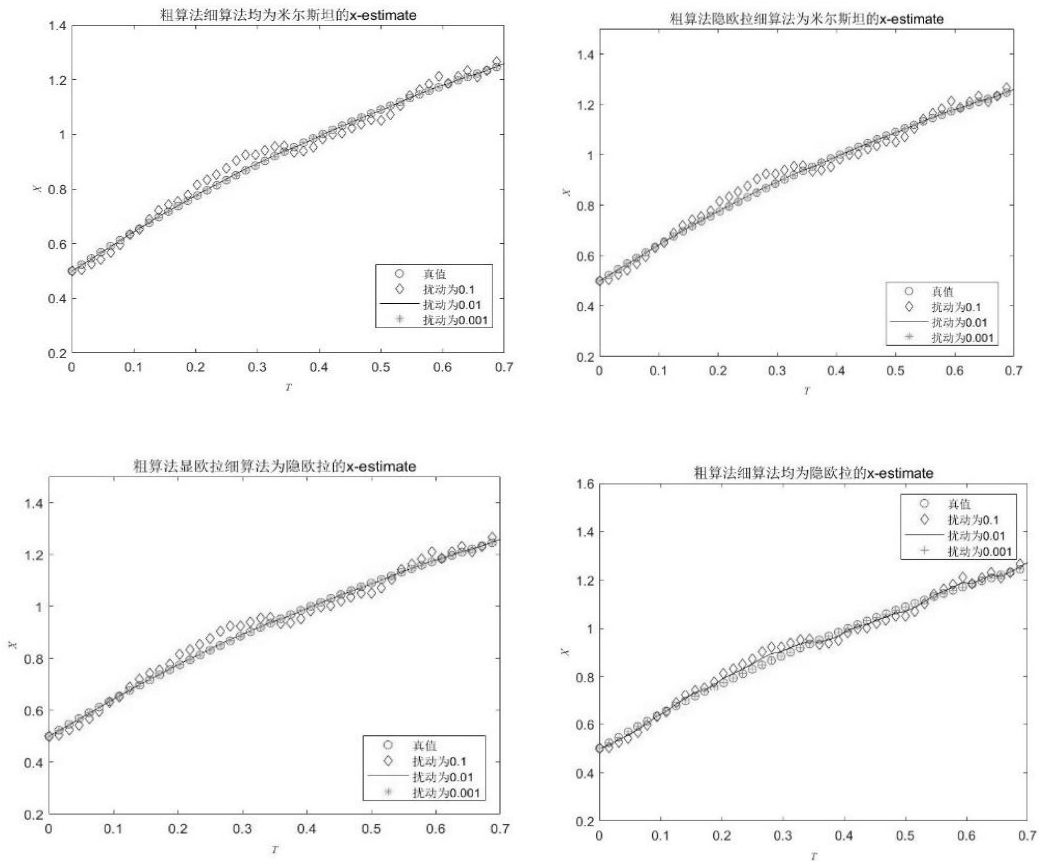 粗算法细算法均为米尔斯坦的x-estimate
1.4
1.2
1
0.8
0.6
0.4
0.2
X
真值
扰动为0.1
扰动为0.01
扰动为0.001
0 0.1 0.2 0.3 0.4 0.5 0.6 0.7
T
粗算法隐欧拉细算法为米尔斯坦的x-estimate
1.4
1.2
1
0.8
0.6
0.4
0.2
X
真值
扰动为0.1
扰动为0.01
扰动为0.001
0 0.1 0.2 0.3 0.4 0.5 0.6 0.7
T
粗算法显欧拉细算法为隐欧拉的x-estimate
1.4
1.2
1
0.8
0.6
0.4
0.2
X
真值
扰动为0.1
扰动为0.01
扰动为0.001
0 0.1 0.2 0.3 0.4 0.5 0.6 0.7
T
粗算法细算法均为隐欧拉的x-estimate
1.6
1.4
1.2
1
0.8
0.6
0.4
0.2
X
真值
扰动为0.1
扰动为0.01
扰动为0.001
0 0.1 0.2 0.3 0.4 0.5 0.6 0.7
T